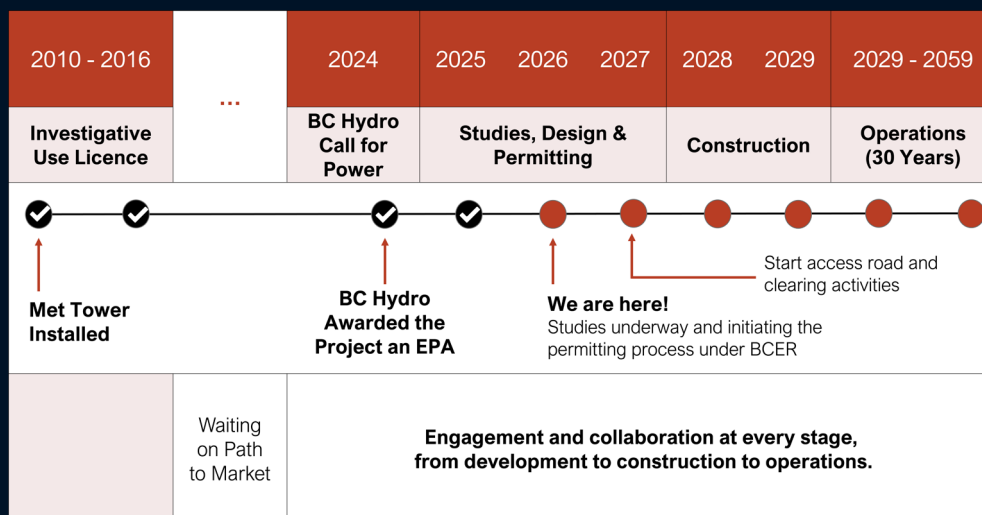 2010 - 2016
...
2024
2025
2026
2027
2028
2029
2029 - 2059
Investigative
Use Licence
BC Hydro
Call for
Power
Studies, Design &
Permitting
Construction
Operations
(30 Years)
Met Tower
Installed
BC Hydro
Awarded the
Project an EPA
We are here!
Studies underway and initiating the
permitting process under BCER
Start access road and
clearing activities
Waiting
on Path
to Market
Engagement and collaboration at every stage,
from development to construction to operations.